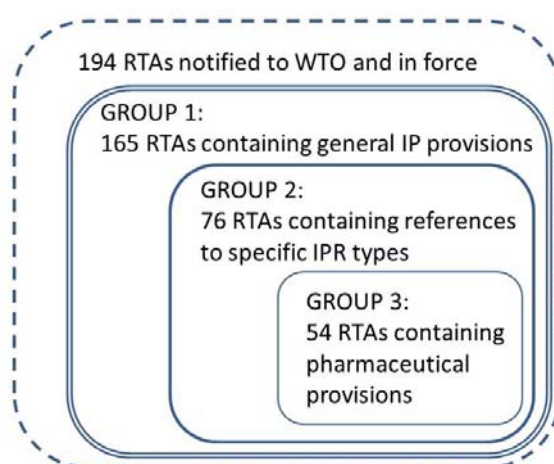 194 RTAs notified to WTO and in force
GROUP 1:
165 RTAs containing general IP provisions
GROUP 2:
76 RTAs containing references
to specific IPR types
GROUP 3:
54 RTAs containing
pharmaceutical
provisions